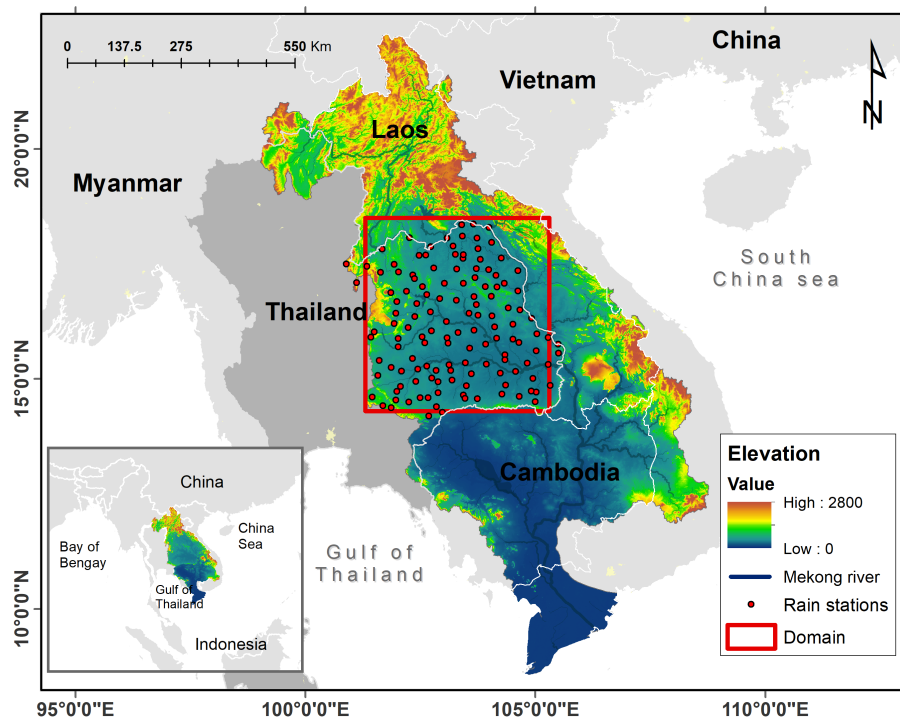 0 137.5 275 550 Km
China
Vietnam
N
Laos
20°0'0"N
Myanmar
South
China sea
Thailand
15°0'0"N
Elevation
Value
High : 2800
Low : 0
Mekong river
Rain stations
Domain
Cambodia
Gulf of
Thailand
China
China
Sea
Bay of
Bengay
Gulf of
Thailand
Indonesia
10°0'0"N
95°0'0"E 100°0'0"E 105°0'0"E 110°0'0"E